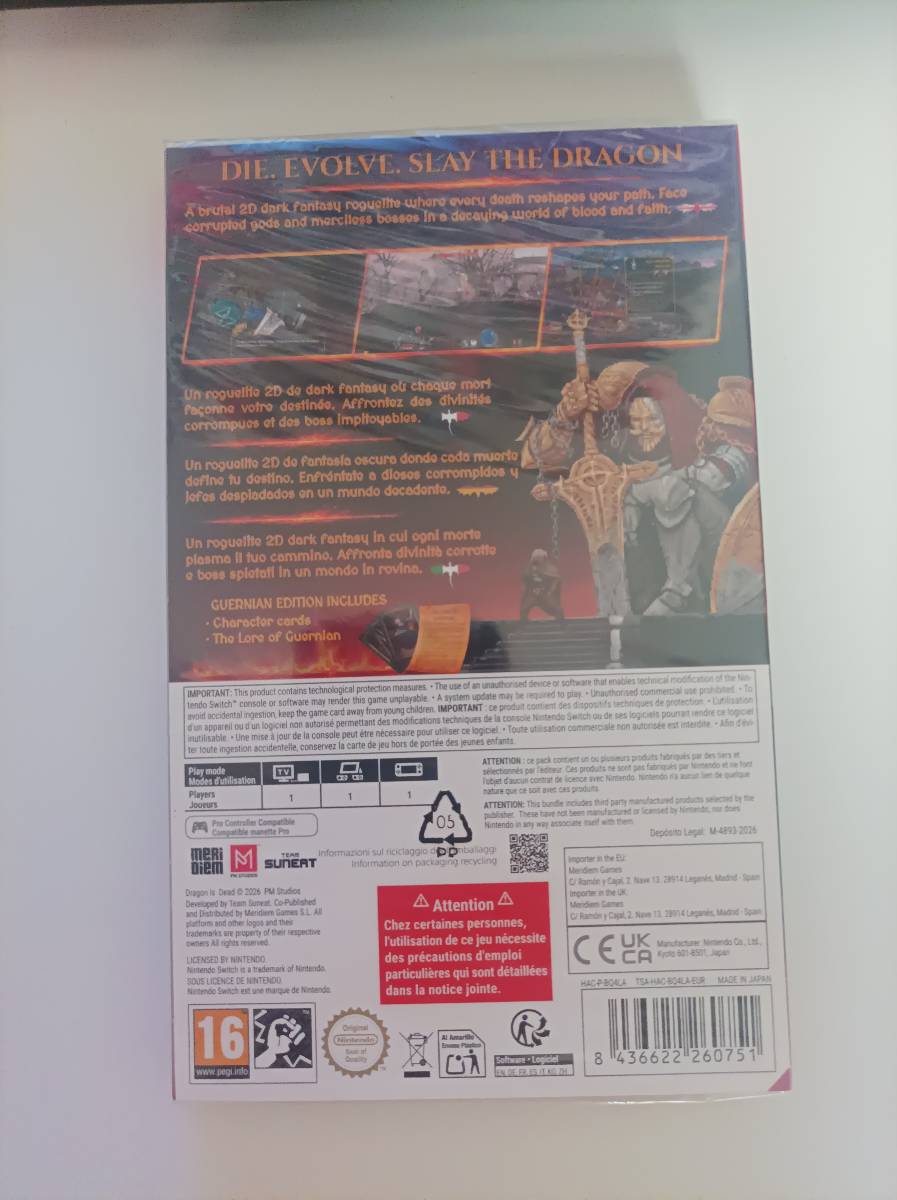 DIE. EVOLVE. SLAY THE DRAGON
A brutal 2D dark fantasy roguelite where every death reshapes your path. Face
corrupted gods and merciless bosses in a decaying world of blood and faith.
Un roguelite 2D de dark fantasy où chaque mort
façonne votre destinée. Affrontez des divinités
corrompues et des boss impitoyables.
Un roguelite 2D de fantasía oscura donde cada muerte
define tu destino. Enfréntate a dioses corrompidos y
jefes despiadados en un mundo decadente.
Un roguelite 2D dark fantasy in cui ogni morte
plasma il tuo cammino. Affronta divinità corrotte
e boss spietati in un mondo in rovina.
GUERNIAN EDITION INCLUDES
· Character cards
· The Lore of Guernian
IMPORTANT: This product contains technological protection measures. • The use of an unauthorised device or software that enables technical modification of the Nin-
tendo Switch™ console or software may render this game unplayable. • A system update may be required to play. • Unauthorised commercial use prohibited. • To
avoid accidental ingestion, keep the game card away from young children. IMPORTANT : ce produit contient des dispositifs techniques de protection. • L'utilisation
d'un appareil ou d'un logiciel non autorisé permettant des modifications techniques de la console Nintendo Switch ou de ses logiciels pourrait rendre ce logiciel
inutilisable. • Une mise à jour de la console peut être nécessaire pour utiliser ce logiciel. • Toute utilisation commerciale non autorisée est interdite. • Afin d'évi-
ter toute ingestion accidentelle, conservez la carte de jeu hors de portée des jeunes enfants.
Play mode
Modes d'utilisation
TV
Players
Joueurs
1
1
1
Pro Controller Compatible
Compatible manette Pro
ATTENTION : ce pack contient un ou plusieurs produits fabriqués par des tiers et
sélectionnés par l'éditeur. Ces produits ne sont pas fabriqués par Nintendo et ne font
l'objet d'aucun contrat de licence avec Nintendo. Nintendo n'a aucun lien de quelque
nature que ce soit avec ces produits.
ATTENTION: This bundle includes third party manufactured products selected by the
publisher. These have not been manufactured or licensed by Nintendo, nor does
Nintendo in any way associate itself with them.
Depósito Legal: M-4893-2026
05
PP
MERI
DIEM
PM STUDIOS
TEAM
SUNEAT
Informazioni sul riciclaggio imballaggi
Information on packaging recycling
Dragon Is Dead © 2026 PM Studios
Developed by Team Suneat. Co-Published
and Distributed by Meridiem Games S.L. All
platform and other logos and their
trademarks are property of their respective
owners All rights reserved.
LICENSED BY NINTENDO
Nintendo Switch is a trademark of Nintendo.
SOUS LICENCE DE NINTENDO
Nintendo Switch est une marque de Nintendo.
Attention
Chez certaines personnes,
l'utilisation de ce jeu nécessite
des précautions d'emploi
particulières qui sont détaillées
dans la notice jointe.
Importer in the EU:
Meridiem Games
C/ Ramón y Cajal, 2. Nave 13. 28914 Leganés, Madrid - Spain
Importer in the UK:
Meridiem Games
C/ Ramón y Cajal, 2. Nave 13. 28914 Leganés, Madrid - Spain
CE
UK
CA
Manufacturer: Nintendo Co., Ltd.,
Kyoto 601-8501, Japan
HAC-P-BQ4LA TSA-HAC-BQ4LA-EUR MADE IN JAPAN
16
www.pegi.info
Original
Nintendo
Seal of
Quality
Al Amarillo
Envase Plástico
Software • Logiciel
EN, DE, FR, ES, IT, KO, ZH
8 436622 260751